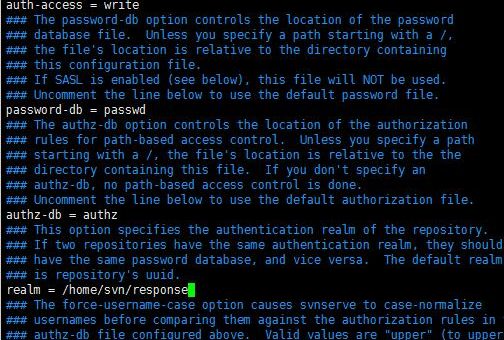 auth-access = write
### The password-db option controls the location of the password
### database file.  Unless you specify a path starting with a /,
### the file's location is relative to the directory containing
### this configuration file.
### If SASL is enabled (see below), this file will NOT be used.
### Uncomment the line below to use the default password file.
password-db = passwd
### The authz-db option controls the location of the authorization
### rules for path-based access control.  Unless you specify a path
### starting with a /, the file's location is relative to the the
### directory containing this file.  If you don't specify an
### authz-db, no path-based access control is done.
### Uncomment the line below to use the default authorization file.
authz-db = authz
### This option specifies the authentication realm of the repository.
### If two repositories have the same authentication realm, they should
### have the same password database, and vice versa.  The default realm
### is repository's uuid.
realm = /home/svn/response
### The force-username-case option causes svnserve to case-normalize
### usernames before comparing them against the authorization rules in
### authz-db file configured above.  Valid values are "upper" (to upper